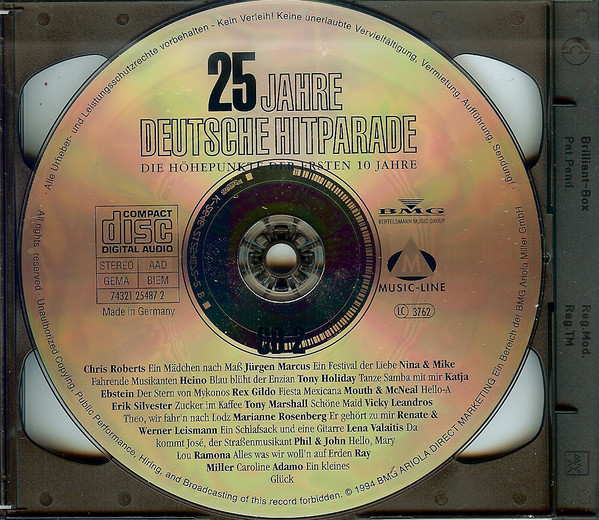 · Alle Urheber- und Leistungsschutzrechte vorbehalten - Kein Verleih! Keine unerlaubte Vervielfältigung, Vermietung, Aufführung, Sendung! ·
25 JAHRE
DEUTSCHE HITPARADE
DIE HÖHEPUNKTE DER ERSTEN 10 JAHRE
COMPACT
disc
DIGITAL AUDIO
STEREO AAD
GEMA BIEM
74321 25487 2
Made in Germany
BMG
BERTELSMANN MUSIC GROUP
MUSIC-LINE
LC 3762
CD 2
Chris Roberts Ein Mädchen nach Maß Jürgen Marcus Ein Festival der Liebe Nina & Mike
Fahrende Musikanten Heino Blau blüht der Enzian Tony Holiday Tanze Samba mit mir Katja
Ebstein Der Stern von Mykonos Rex Gildo Fiesta Mexicana Mouth & McNeal Hello-A
Erik Silvester Zucker im Kaffee Tony Marshall Schöne Maid Vicky Leandros
Theo, wir fahr'n nach Lodz Marianne Rosenberg Er gehört zu mir Renate &
Werner Leismann Ein Schlafsack und eine Gitarre Lena Valaitis Da
kommt José, der Straßenmusikant Phil & John Hello, Mary
Lou Ramona Alles was wir woll'n auf Erden Ray
Miller Caroline Adamo Ein kleines
Glück
All rights reserved. Unauthorized Copying, Public Performance, Hiring, and Broadcasting of this record forbidden. © 1994 BMG ARIOLA DIRECT MARKETING Ein Bereich der BMG Ariola Miller GmbH
Brilliant-Box
Pat.Pend.
Reg.Mod.
Reg.TM